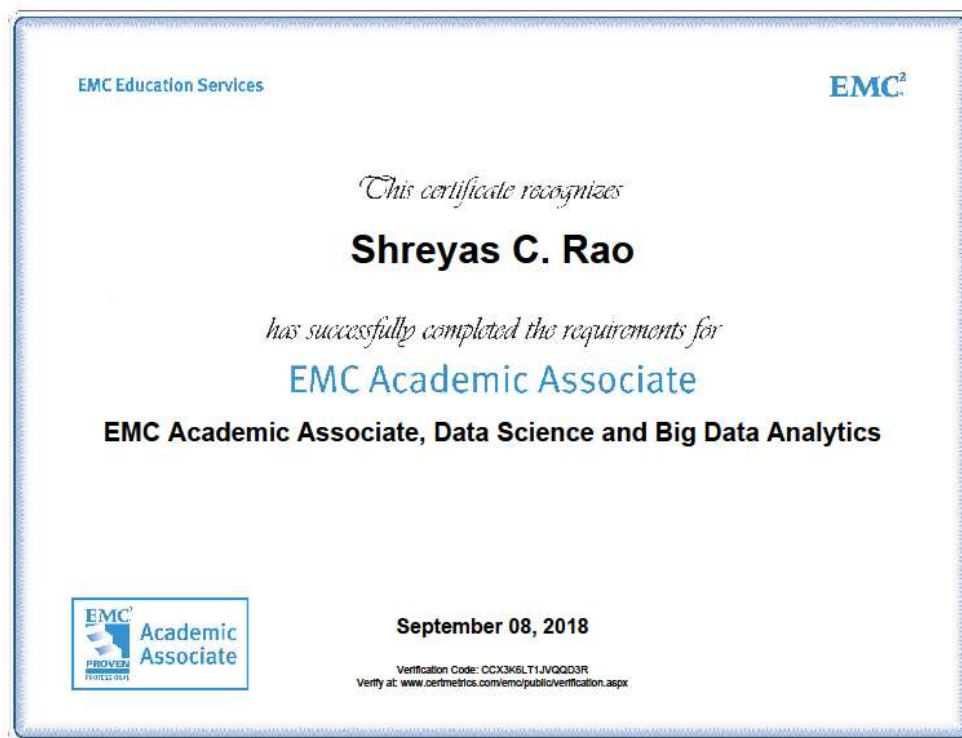 EMC Education Services
EMC²
This certificate recognizes
Shreyas C. Rao
has successfully completed the requirements for
EMC Academic Associate
EMC Academic Associate, Data Science and Big Data Analytics
EMC²
PROVEN
PROFESSIONAL
Academic
Associate
September 08, 2018
Verification Code: CCX3K6LT1JVQQD3R
Verify at: www.certmetrics.com/emc/public/verification.aspx